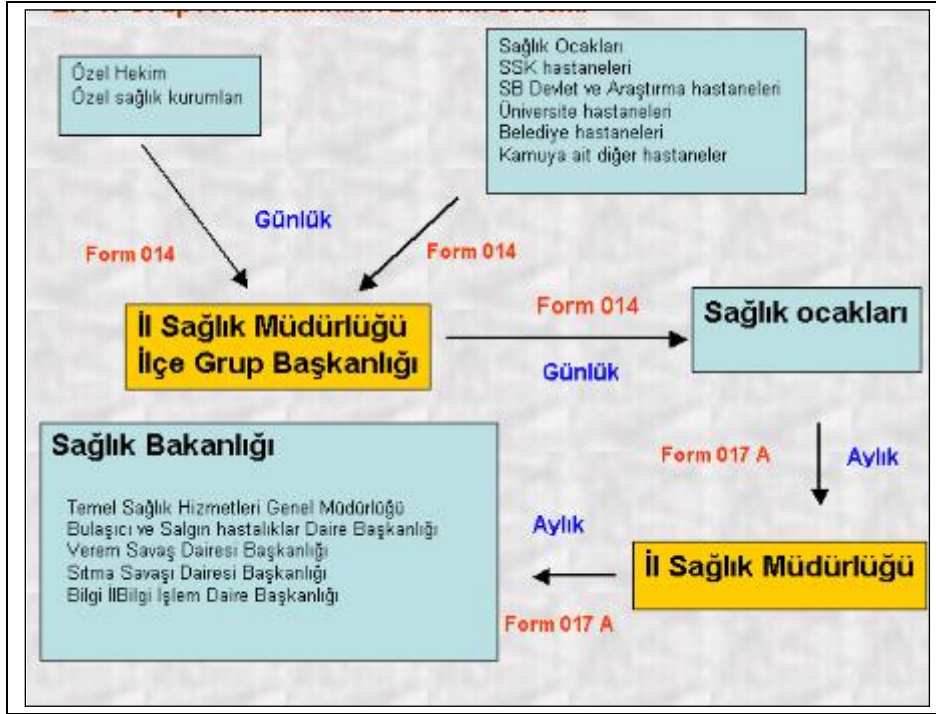 Özel Hekim
Özel sağlık kurumları
Sağlık Ocakları
SSK hastaneleri
SB Devlet ve Araştırma hastaneleri
Üniversite hastaneleri
Belediye hastaneleri
Kamuya ait diğer hastaneler
Günlük
Form 014
Form 014
İl Sağlık Müdürlüğü
İlçe Grup Başkanlığı
Form 014
Günlük
Sağlık ocakları
Form 017 A
Aylık
Sağlık Bakanlığı
Temel Sağlık Hizmetleri Genel Müdürlüğü
Bulaşıcı ve Salgın hastalıklar Daire Başkanlığı
Verem Savaş Dairesi Başkanlığı
Sıtma Savaşı Dairesi Başkanlığı
Bilgi İlBilgi İşlem Daire Başkanlığı
Aylık
Form 017 A
İl Sağlık Müdürlüğü